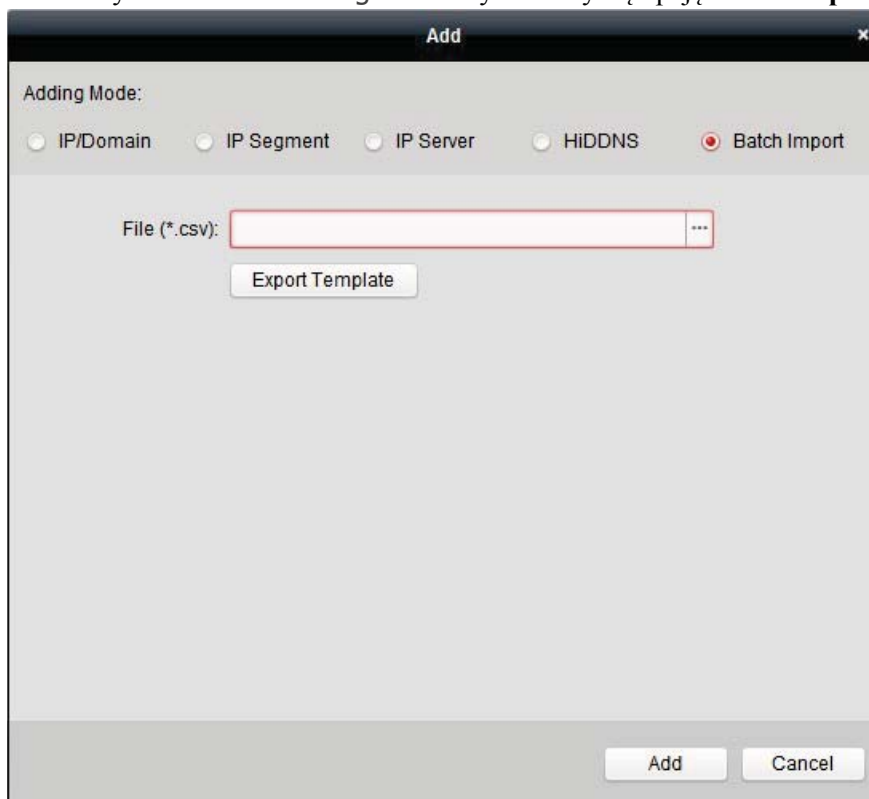 Add ×
Adding Mode:
IP/Domain IP Segment IP Server HiDDNS Batch Import
File (*.csv): ...
Export Template
Add Cancel